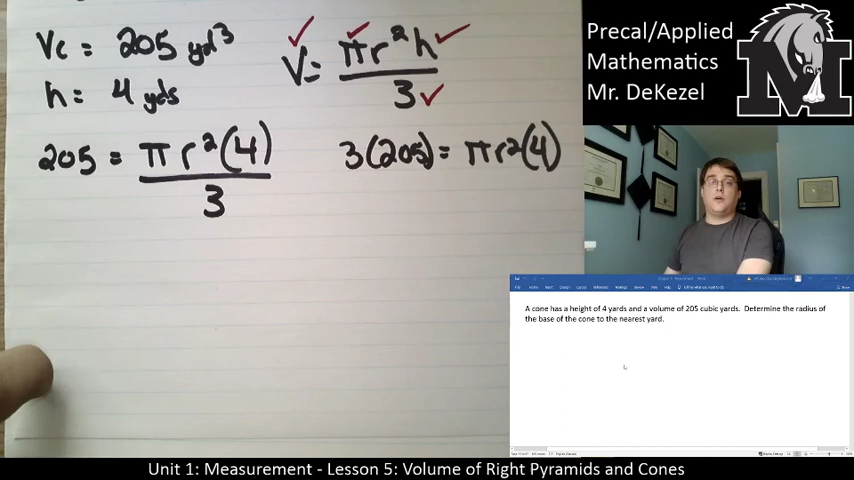 Vc = 205 yd³
h = 4 yds
V = πr²h
3
205 = πr²(4)
3
3(205) = πr²(4)
Precal/Applied
Mathematics
Mr. DeKezel
M
A cone has a height of 4 yards and a volume of 205 cubic yards. Determine the radius of
the base of the cone to the nearest yard.
Unit 1: Measurement - Lesson 5: Volume of Right Pyramids and Cones